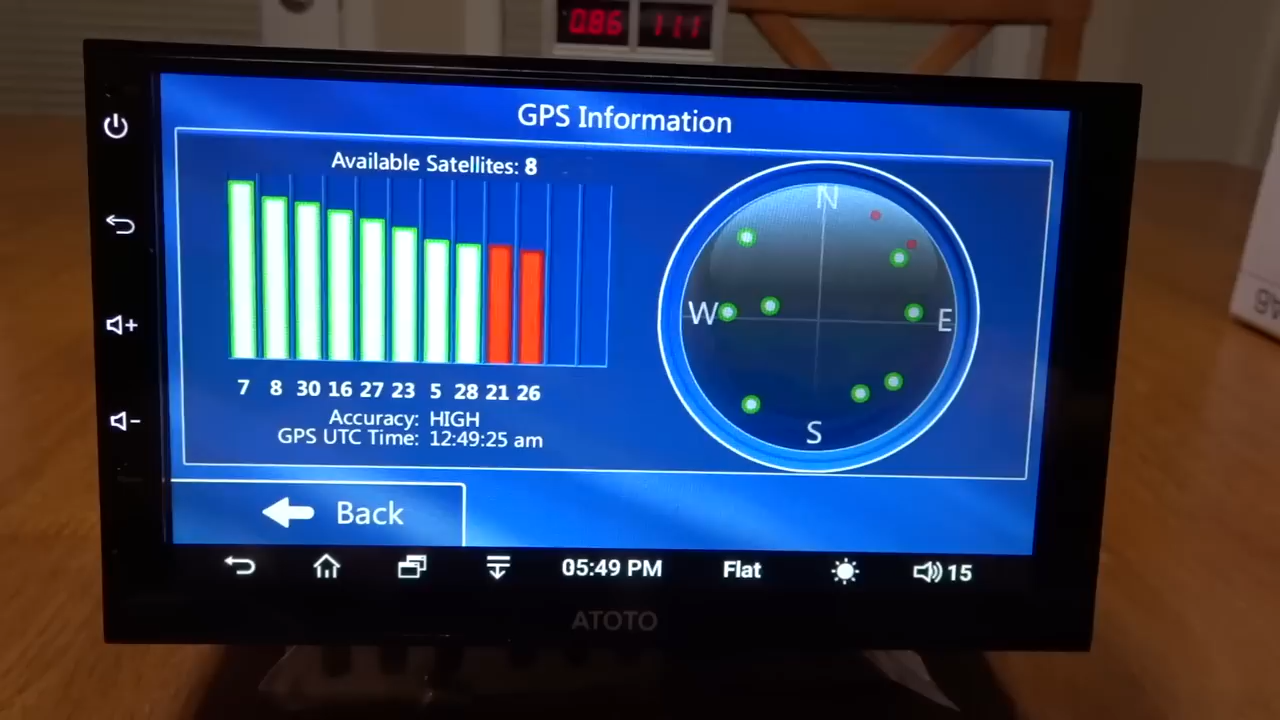 0.86 111
GPS Information
Available Satellites: 8
N
W
E
S
7 8 30 16 27 23 5 28 21 26
Accuracy: HIGH
GPS UTC Time: 12:49:25 am
Back
05:49 PM Flat 15
ATOTO